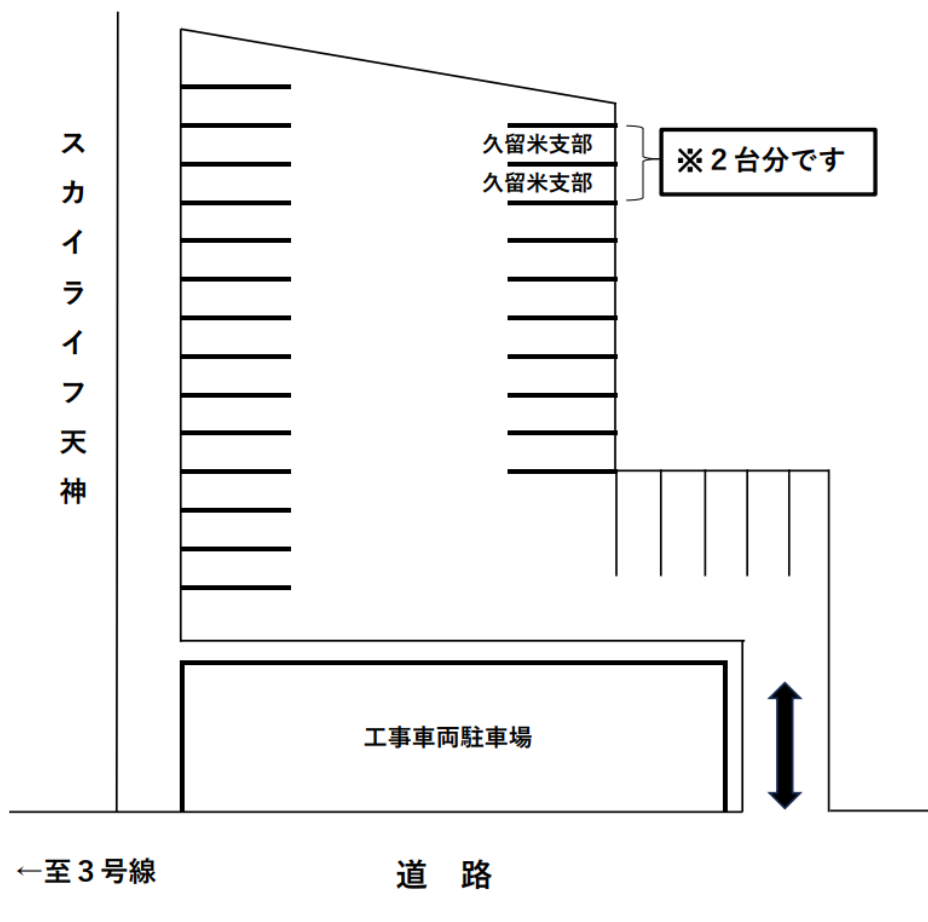 スカイライフ天神
久留米支部
久留米支部
※２台分です
工事車両駐車場
←至３号線
道　路